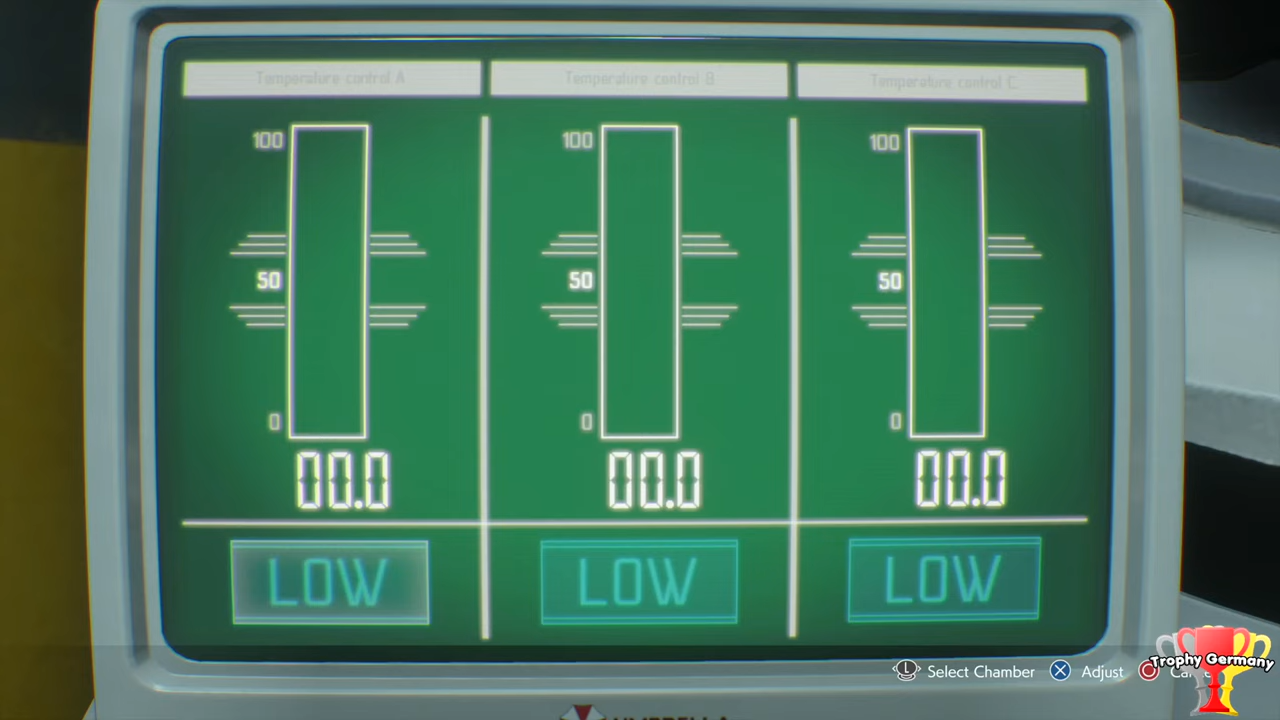 Temperature control A
Temperature control B
Temperature control C
100
100
100
50
50
50
0
0
0
00.0
00.0
00.0
LOW
LOW
LOW
L Select Chamber
Adjust
Trophy Germany
UMBRELLA